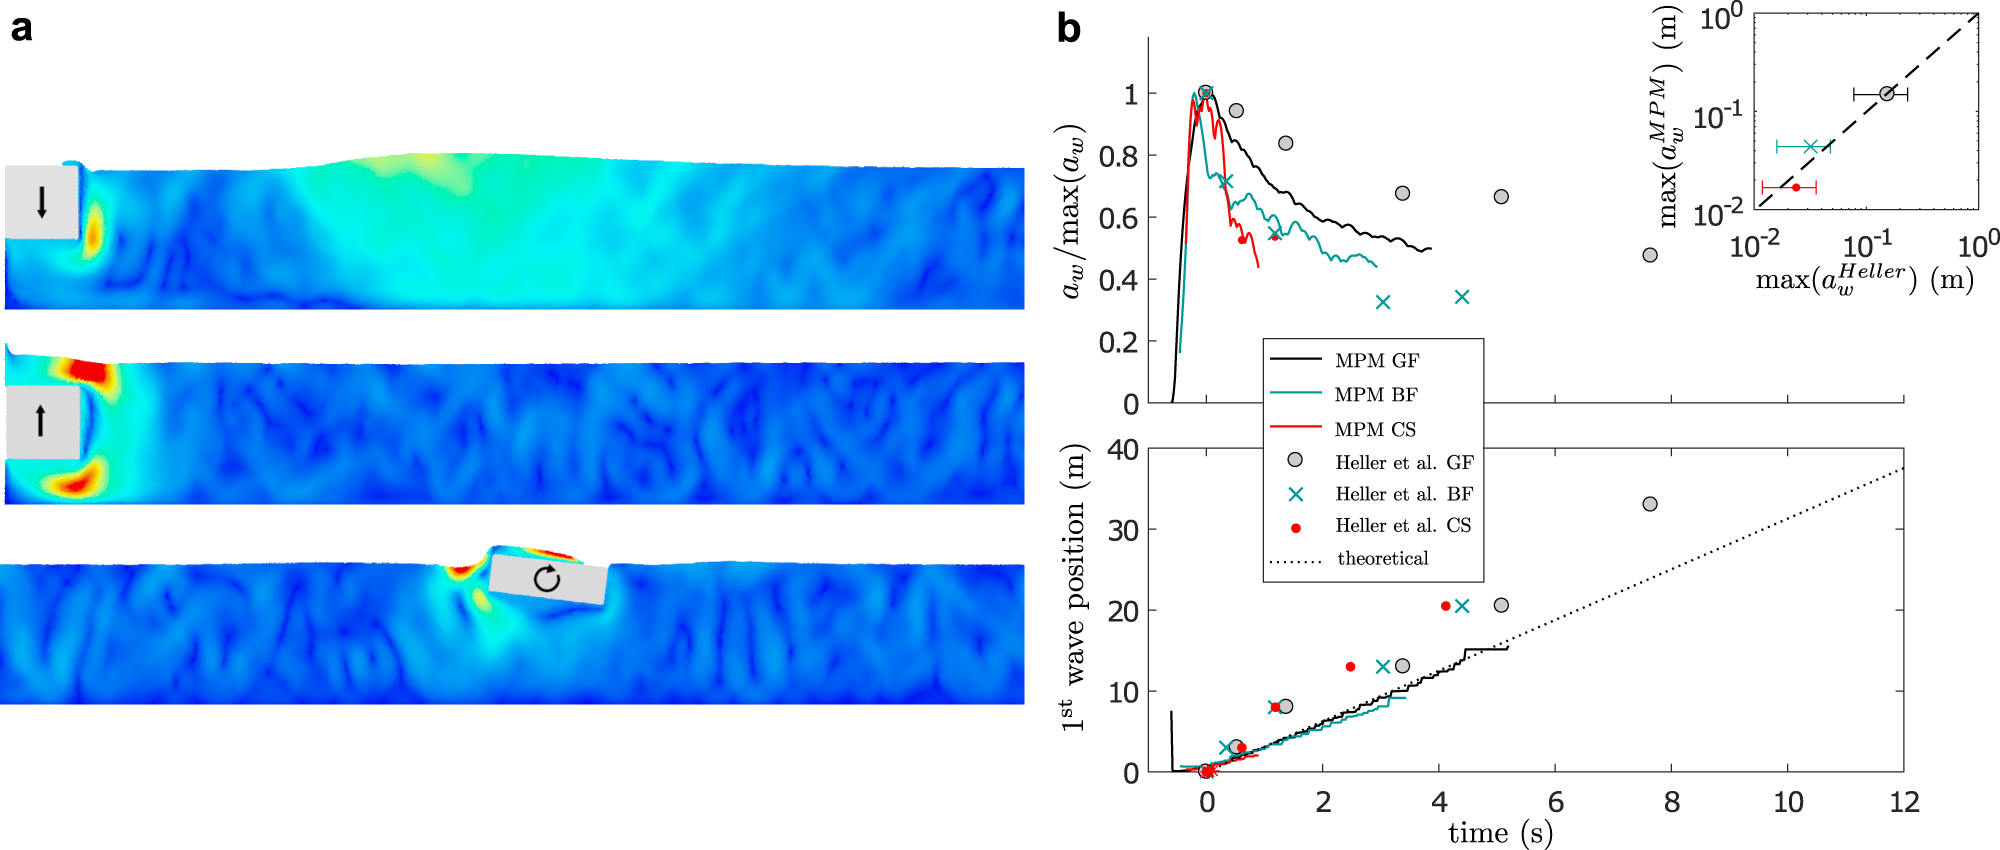 a
b
a_w/max(a_w)
1
0.8
0.6
0.4
0.2
0
max(a_w^{MPM}) (m)
10^0
10^{-1}
10^{-2}
10^{-2} 10^{-1} 10^0
max(a_w^{Heller}) (m)
MPM GF
MPM BF
MPM CS
Heller et al. GF
Heller et al. BF
Heller et al. CS
theoretical
1^{st} wave position (m)
40
30
20
10
0
0 2 4 6 8 10 12
time (s)